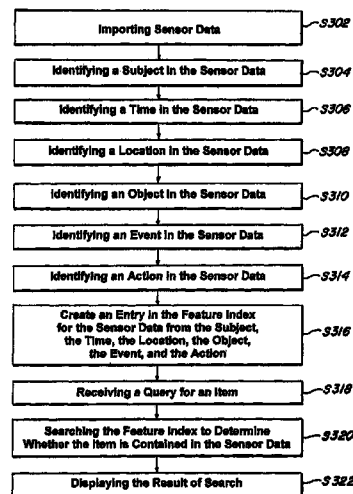 Importing Sensor Data
S302
Identifying a Subject in the Sensor Data
S304
Identifying a Time in the Sensor Data
S306
Identifying a Location in the Sensor Data
S308
Identifying an Object in the Sensor Data
S310
Identifying an Event in the Sensor Data
S312
Identifying an Action in the Sensor Data
S314
Create an Entry in the Feature Index
for the Sensor Data from the Subject,
the Time, the Location, the Object,
the Event, and the Action
S316
Receiving a Query for an Item
S318
Searching the Feature Index to Determine
Whether the Item is Contained in the Sensor Data
S320
Displaying the Result of Search
S322